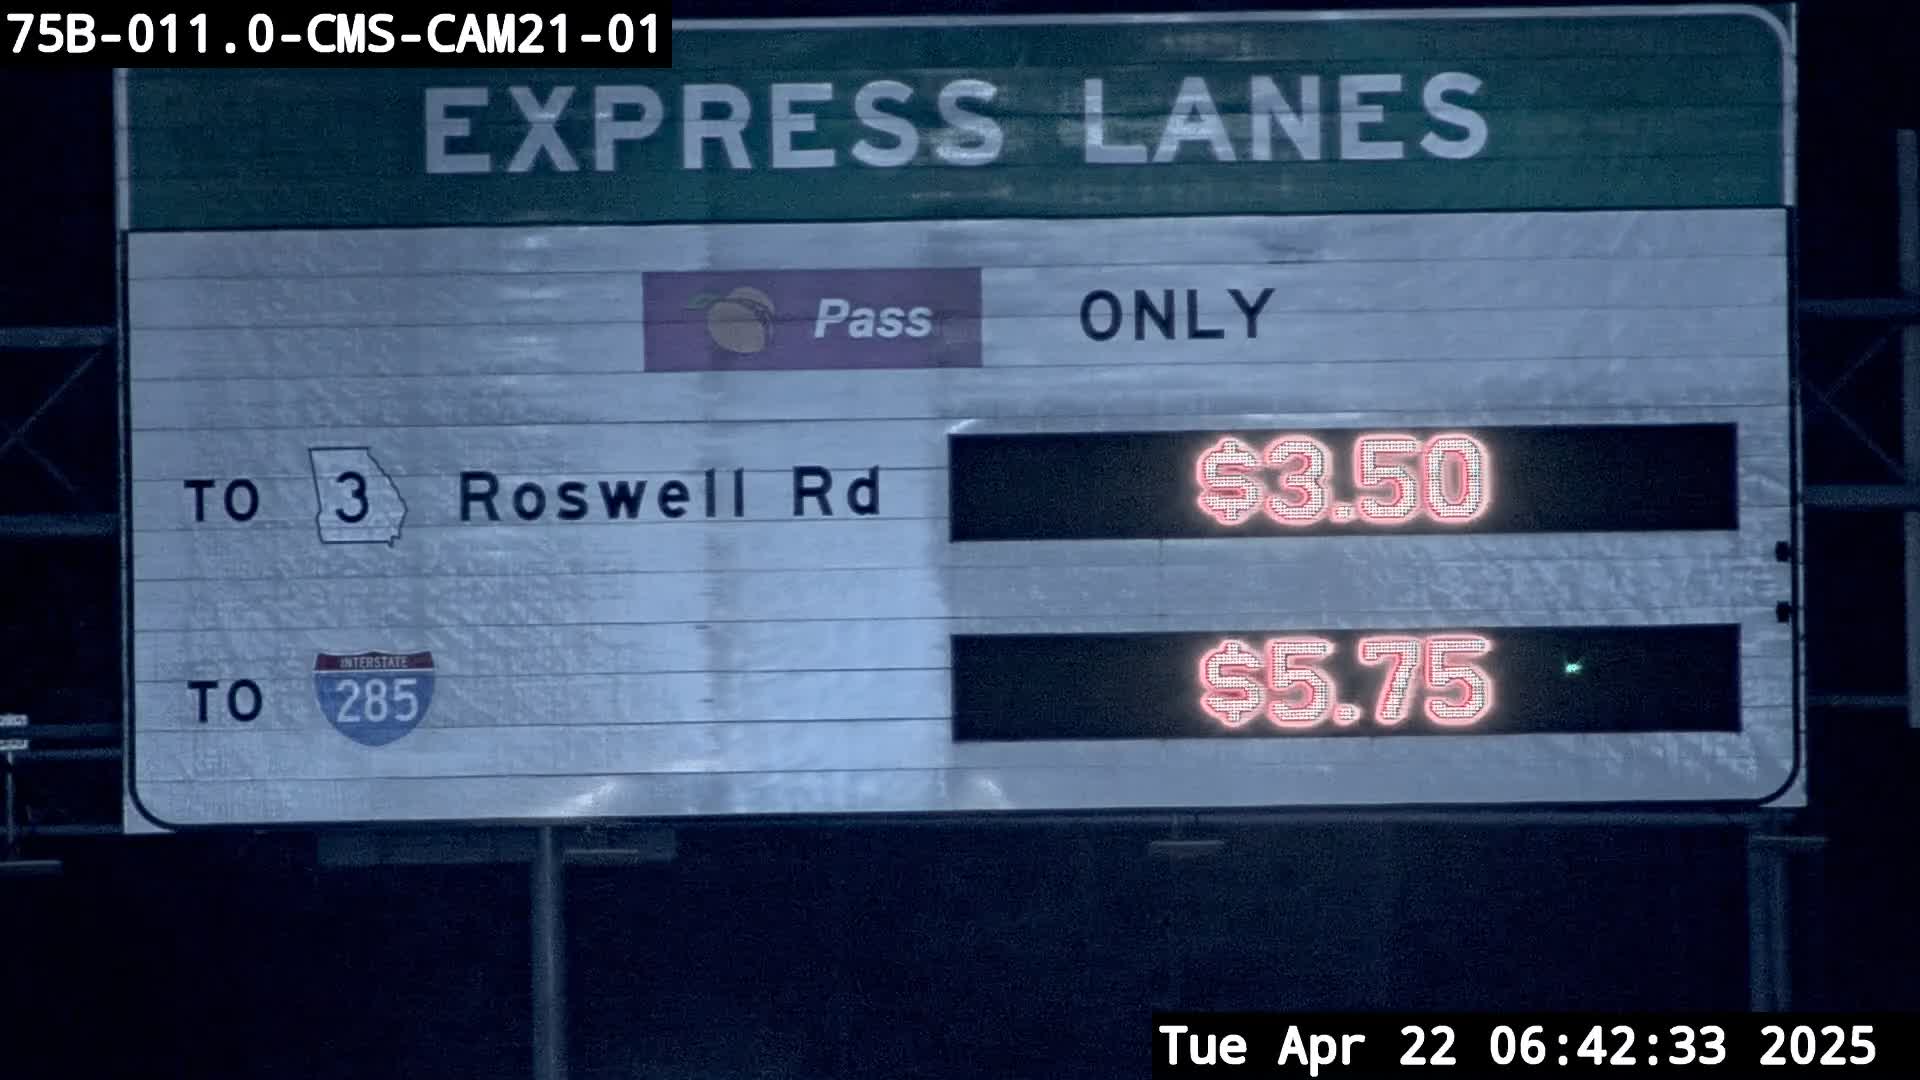 75B-011.0-CMS-CAM21-01
EXPRESS LANES
Pass ONLY
TO 3 Roswell Rd $3.50
TO INTERSTATE 285 $5.75
Tue Apr 22 06:42:33 2025